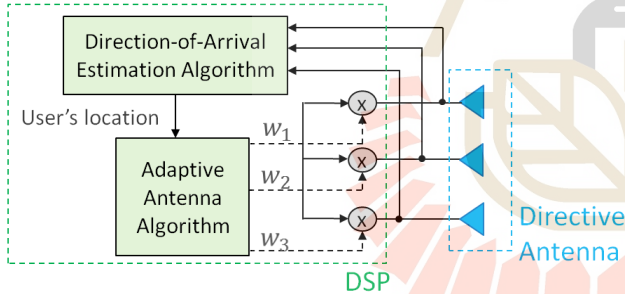 Direction-of-Arrival
Estimation Algorithm
User's location
Adaptive
Antenna
Algorithm
w₁
w₂
w₃
x
x
x
Directive
Antenna
DSP